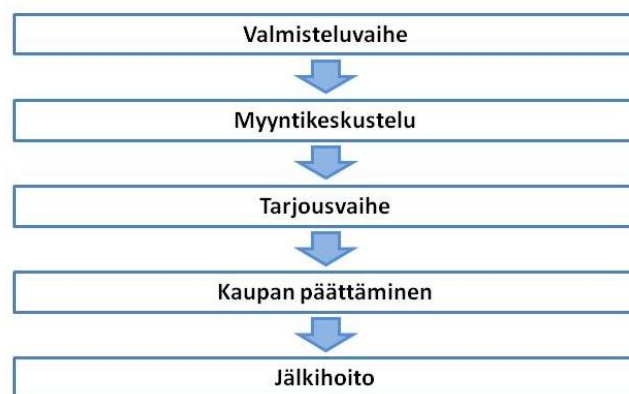 Valmisteluvaihe
Myyntikeskustelu
Tarjousvaihe
Kaupan päättäminen
Jälkihoito